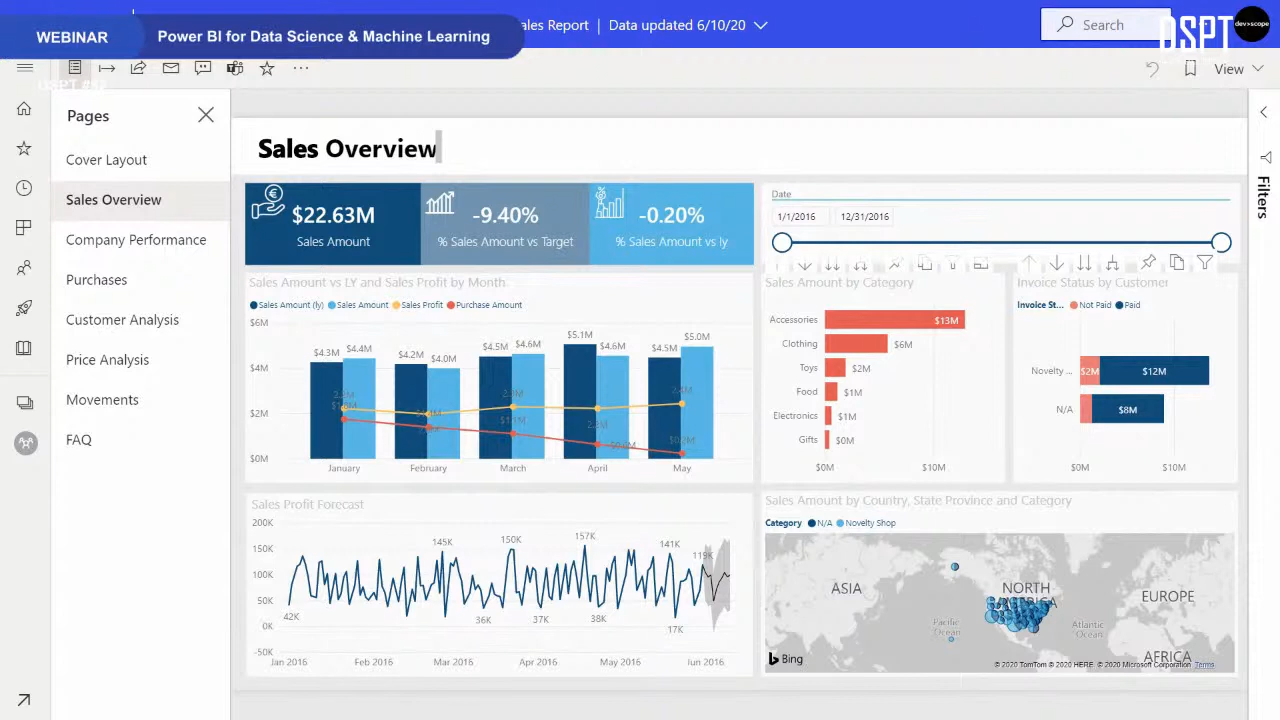 WEBINAR
Power BI for Data Science & Machine Learning
ales Report | Data updated 6/10/20
Search
DSPT
dev>scope
View
Pages
Cover Layout
Sales Overview
Company Performance
Purchases
Customer Analysis
Price Analysis
Movements
FAQ
Filters
Sales Overview
$22.63M
Sales Amount
-9.40%
% Sales Amount vs Target
-0.20%
% Sales Amount vs ly
Date
1/1/2016
12/31/2016
Sales Amount vs LY and Sales Profit by Month
Sales Amount (ly)
Sales Amount
Sales Profit
Purchase Amount
$6M
$4M
$2M
$0M
$4.3M
$4.4M
$4.2M
$4.0M
$4.5M
$4.6M
$5.1M
$4.6M
$4.5M
$5.0M
January
February
March
April
May
Sales Amount by Category
Accessories
$13M
Clothing
$6M
Toys
$2M
Food
$1M
Electronics
$1M
Gifts
$0M
$0M
$10M
Invoice Status by Customer
Invoice St...
Not Paid
Paid
Novelty ...
$2M
$12M
N/A
$8M
$0M
$10M
Sales Profit Forecast
200K
150K
100K
50K
0K
-50K
42K
145K
36K
150K
37K
157K
38K
141K
17K
119K
Jan 2016
Feb 2016
Mar 2016
Apr 2016
May 2016
Jun 2016
Sales Amount by Country, State Province and Category
Category
N/A
Novelty Shop
ASIA
NORTH
AMERICA
EUROPE
Pacific
Ocean
Atlantic
Ocean
AFRICA
Bing
© 2020 TomTom © 2020 HERE, © 2020 Microsoft Corporation Terms